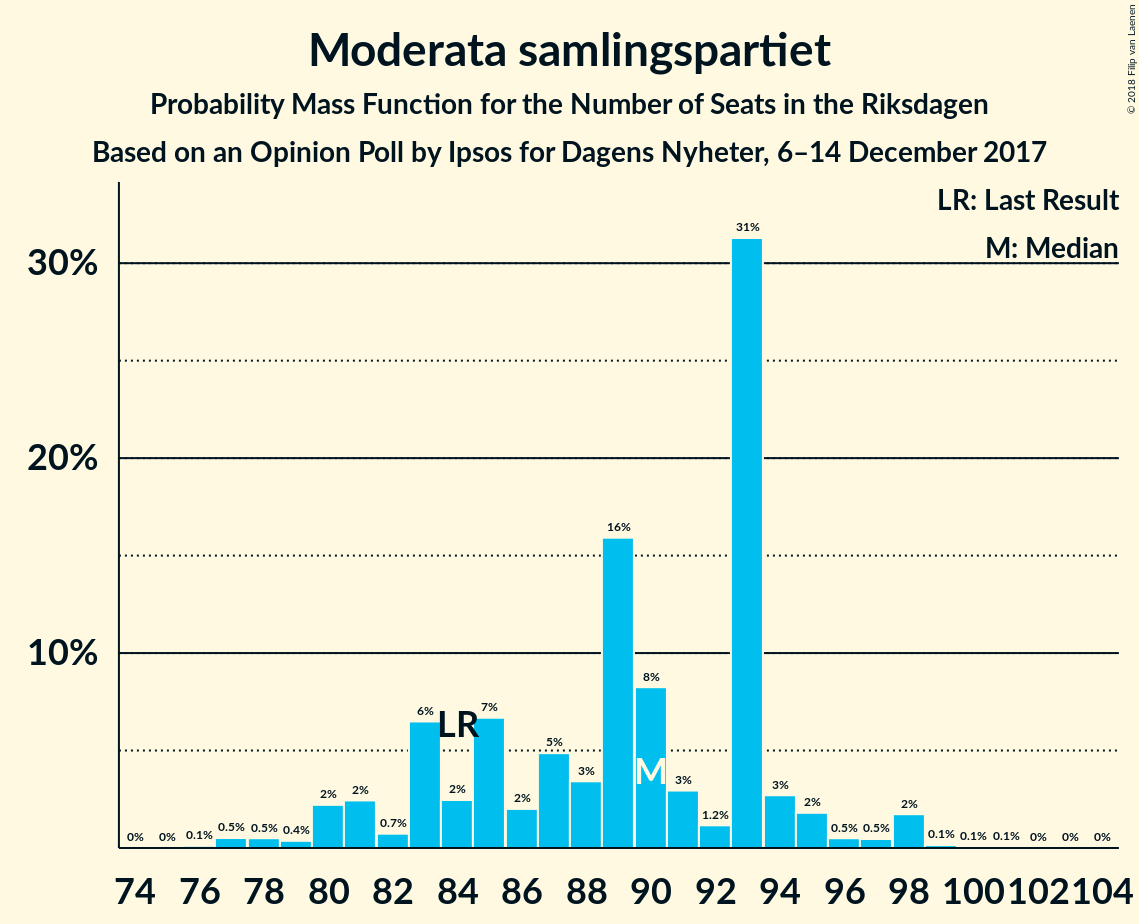 Moderata samlingspartiet
Probability Mass Function for the Number of Seats in the Riksdagen
Based on an Opinion Poll by Ipsos for Dagens Nyheter, 6–14 December 2017
© 2018 Filip van Laenen
LR: Last Result
M: Median
30%
20%
10%
0% 0% 0.1% 0.5% 0.5% 0.4% 2% 2% 0.7% 6% 2% 7% 2% 5% 3% 16% 8% 3% 1.2% 31% 3% 2% 0.5% 0.5% 2% 0.1% 0.1% 0.1% 0% 0% 0%
LR
M
74 76 78 80 82 84 86 88 90 92 94 96 98 100 102 104